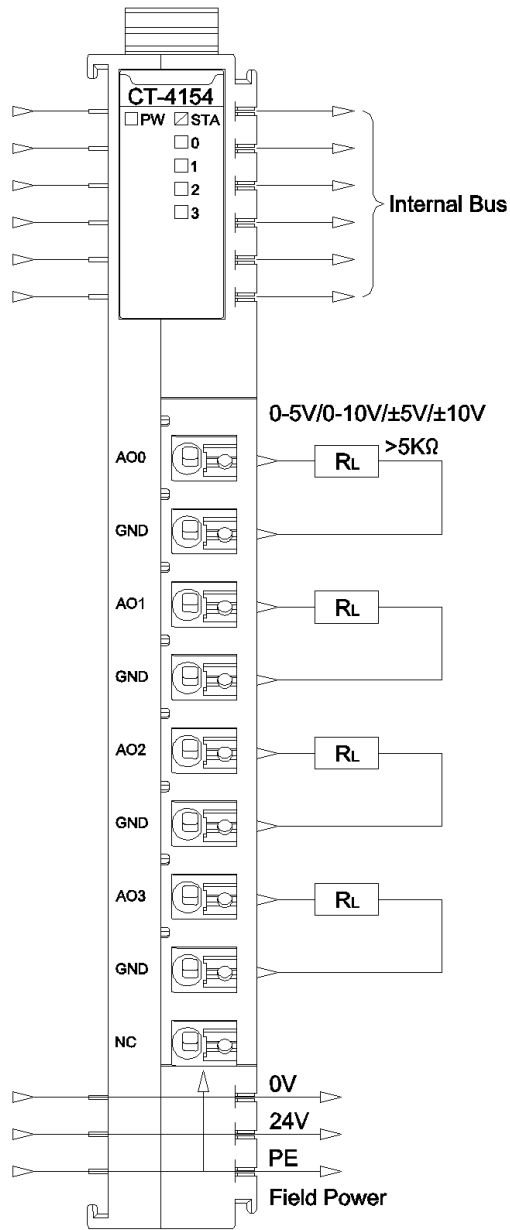 CT-4154
PW STA
0
1
2
3
Internal Bus
0-5V/0-10V/±5V/±10V
>5KΩ
AO0 RL
GND
AO1 RL
GND
AO2 RL
GND
AO3 RL
GND
NC
0V
24V
PE
Field Power